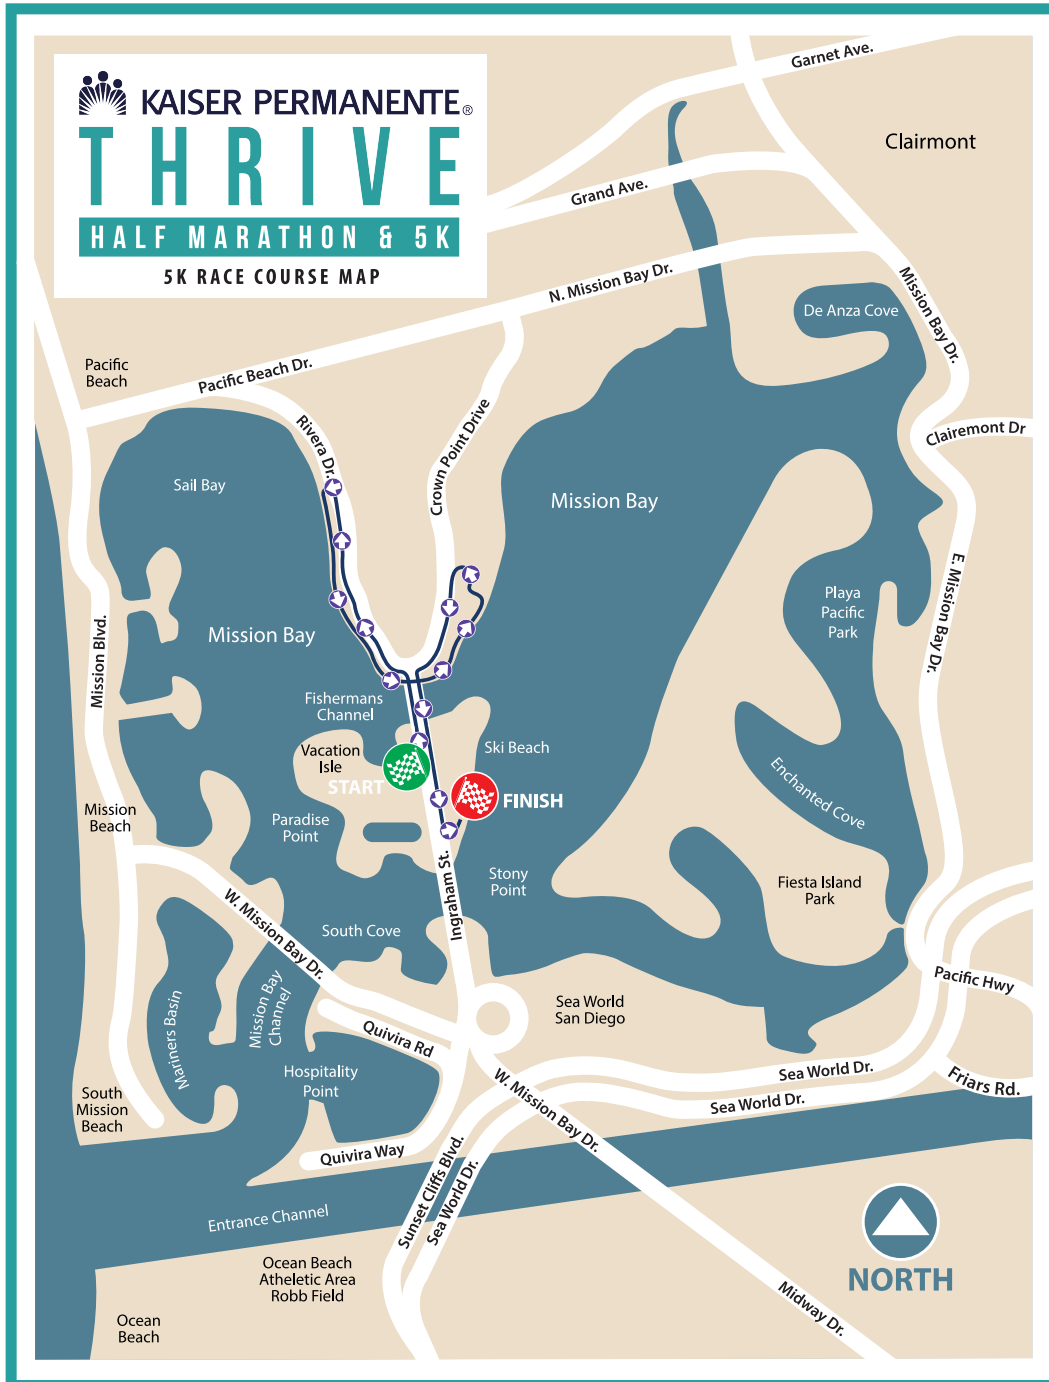 KAISER PERMANENTE®
THRIVE
HALF MARATHON & 5K
5K RACE COURSE MAP
Garnet Ave.
Clairmont
Grand Ave.
N. Mission Bay Dr.
Mission Bay Dr.
De Anza Cove
Pacific
Beach
Pacific Beach Dr.
Rivera Dr.
Crown Point Drive
Clairemont Dr
Sail Bay
Mission Bay
E. Mission Bay Dr.
Playa
Pacific
Park
Mission Bay
Mission Blvd.
Fishermans
Channel
Vacation
Isle
Ski Beach
START
FINISH
Enchanted Cove
Mission
Beach
Paradise
Point
Ingraham St.
Stony
Point
Fiesta Island
Park
W. Mission Bay Dr.
South Cove
Pacific Hwy
Mariners Basin
Mission Bay
Channel
Sea World
San Diego
Quivira Rd
Hospitality
Point
Sea World Dr.
Friars Rd.
South
Mission
Beach
W. Mission Bay Dr.
Sea World Dr.
Quivira Way
Sunset Cliffs Blvd.
Sea World Dr.
Entrance Channel
Ocean Beach
Atheletic Area
Robb Field
NORTH
Ocean
Beach
Midway Dr.